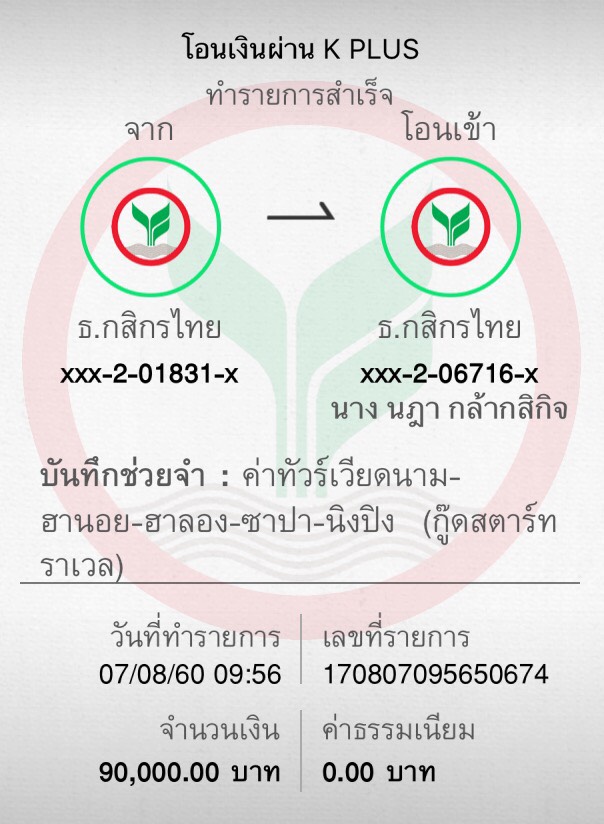 โอนเงินผ่าน K PLUS
ทำรายการสำเร็จ
จาก
โอนเข้า
ธ.กสิกรไทย
ธ.กสิกรไทย
xxx-2-01831-x
xxx-2-06716-x
นาง นฎา กล้ากสิกิจ
บันทึกช่วยจำ : ค่าทัวร์เวียดนาม-
ฮานอย-ฮาลอง-ซาปา-นิงปิง (กู๊ดสตาร์ท
ราเวล)
วันที่ทำรายการ
เลขที่รายการ
07/08/60 09:56
170807095650674
จำนวนเงิน
ค่าธรรมเนียม
90,000.00 บาท
0.00 บาท